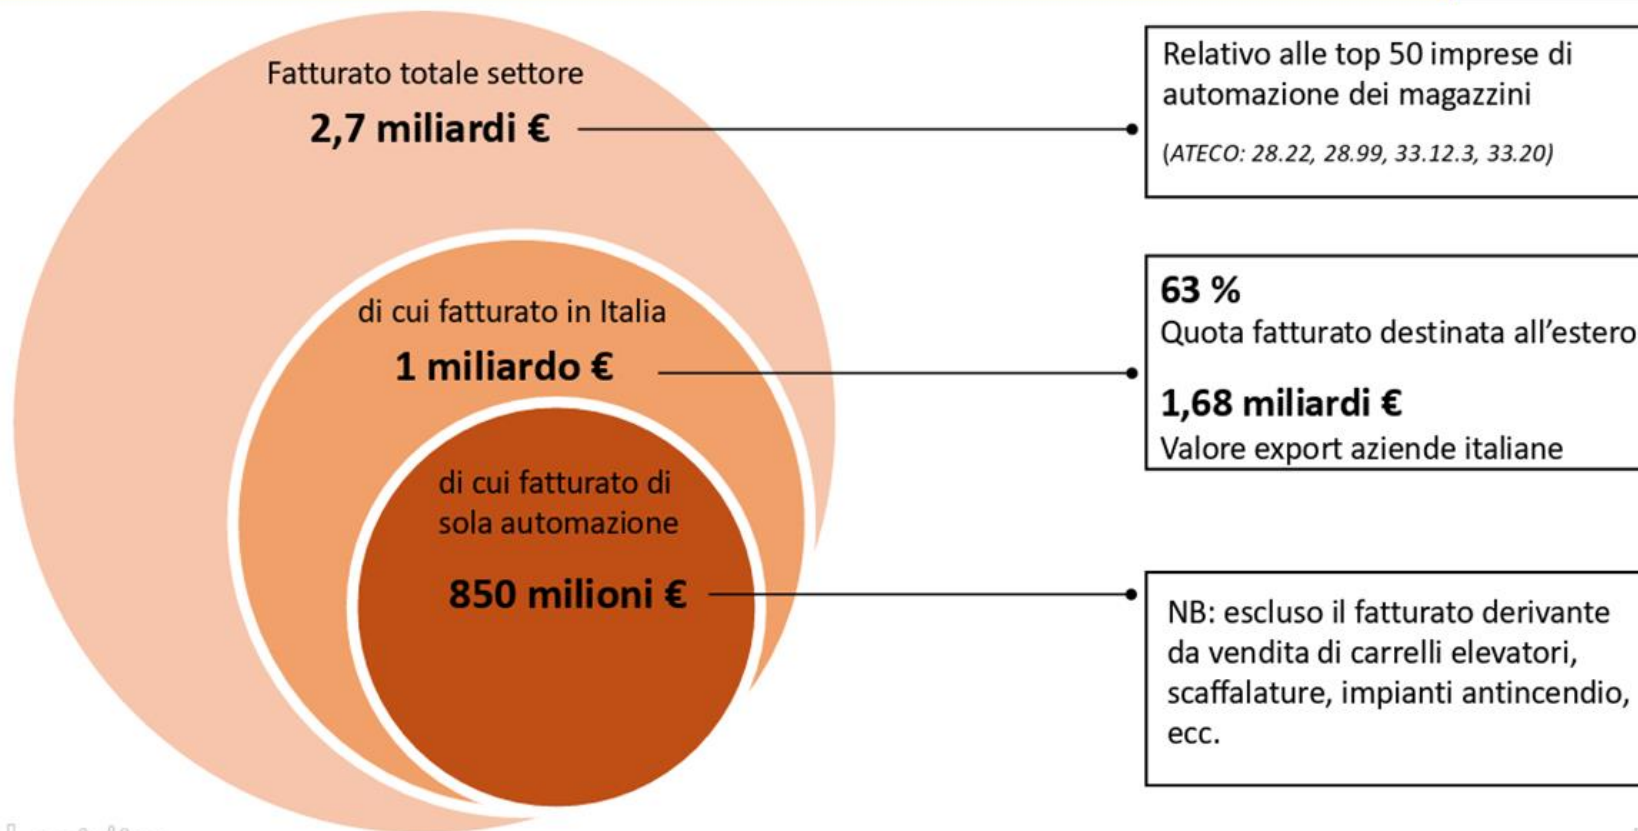 Fatturato totale settore
2,7 miliardi €
di cui fatturato in Italia
1 miliardo €
di cui fatturato di
sola automazione
850 milioni €
Relativo alle top 50 imprese di
automazione dei magazzini
(ATECO: 28.22, 28.99, 33.12.3, 33.20)
63 %
Quota fatturato destinata all’estero
1,68 miliardi €
Valore export aziende italiane
NB: escluso il fatturato derivante
da vendita di carrelli elevatori,
scaffalature, impianti antincendio,
ecc.